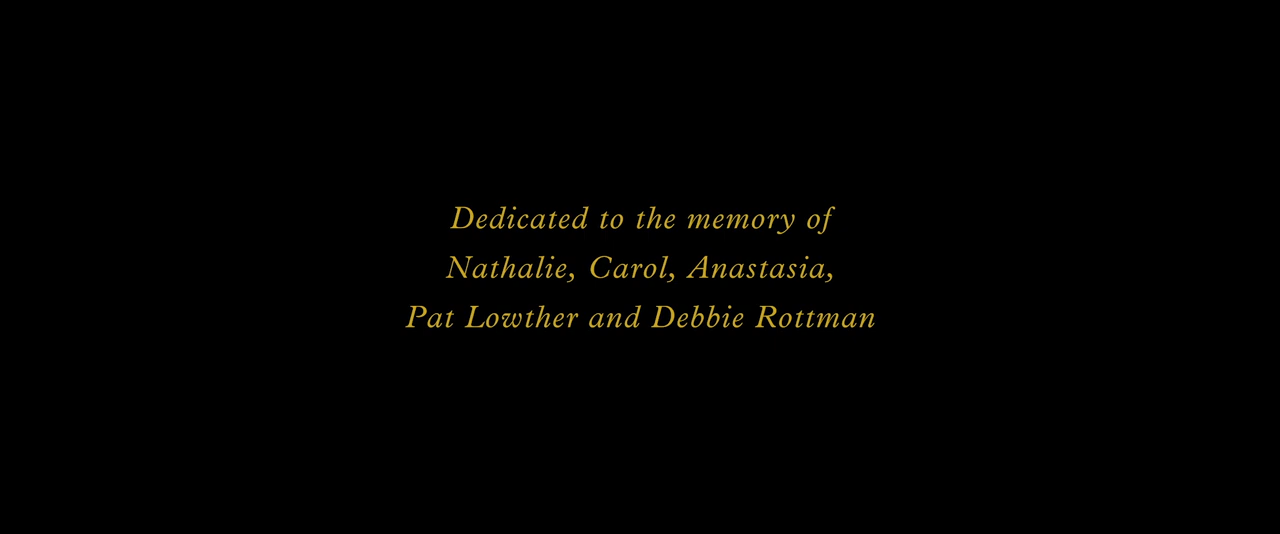 Dedicated to the memory of
Nathalie, Carol, Anastasia,
Pat Lowther and Debbie Rottman